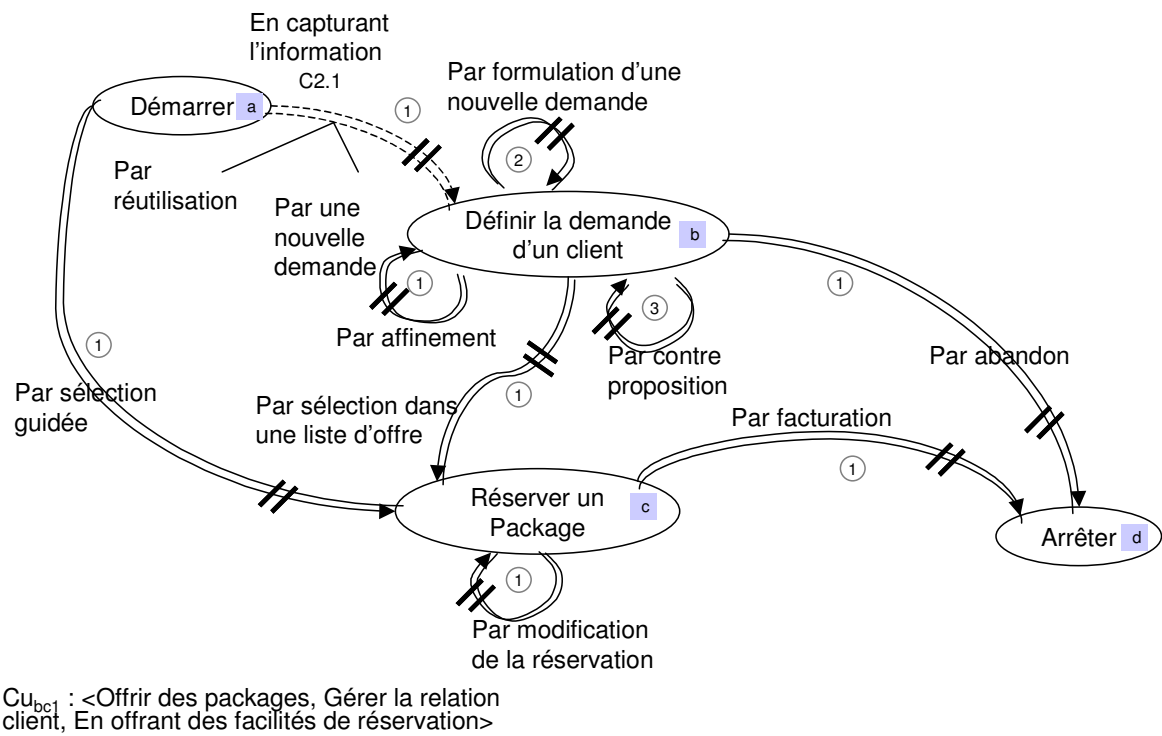 En capturant
l'information
C2.1
Démarrer a
1
Par formulation d'une
nouvelle demande
2
Par
réutilisation
Par une
nouvelle
demande
Définir la demande
d'un client
b
1
Par affinement
3
Par contre
proposition
1
Par abandon
1
Par sélection
guidée
Par sélection dans
une liste d'offre
1
Par facturation
1
Réserver un
Package
c
Arrêter d
1
Par modification
de la réservation
Cubc1 : <Offrir des packages, Gérer la relation
client, En offrant des facilités de réservation>